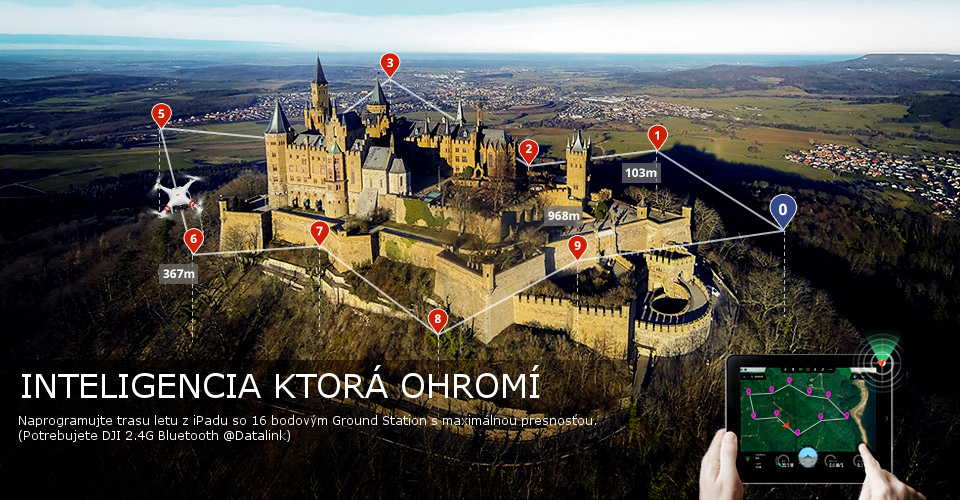 3
5
1
2
103m
0
968m
7
6
9
367m
8
INTELIGENCIA KTORÁ OHROMÍ
Naprogramujte trasu letu z iPadu so 16 bodovým Ground Station s maximálnou presnosťou.
(Potrebujete DJI 2.4G Bluetooth @Datalink)